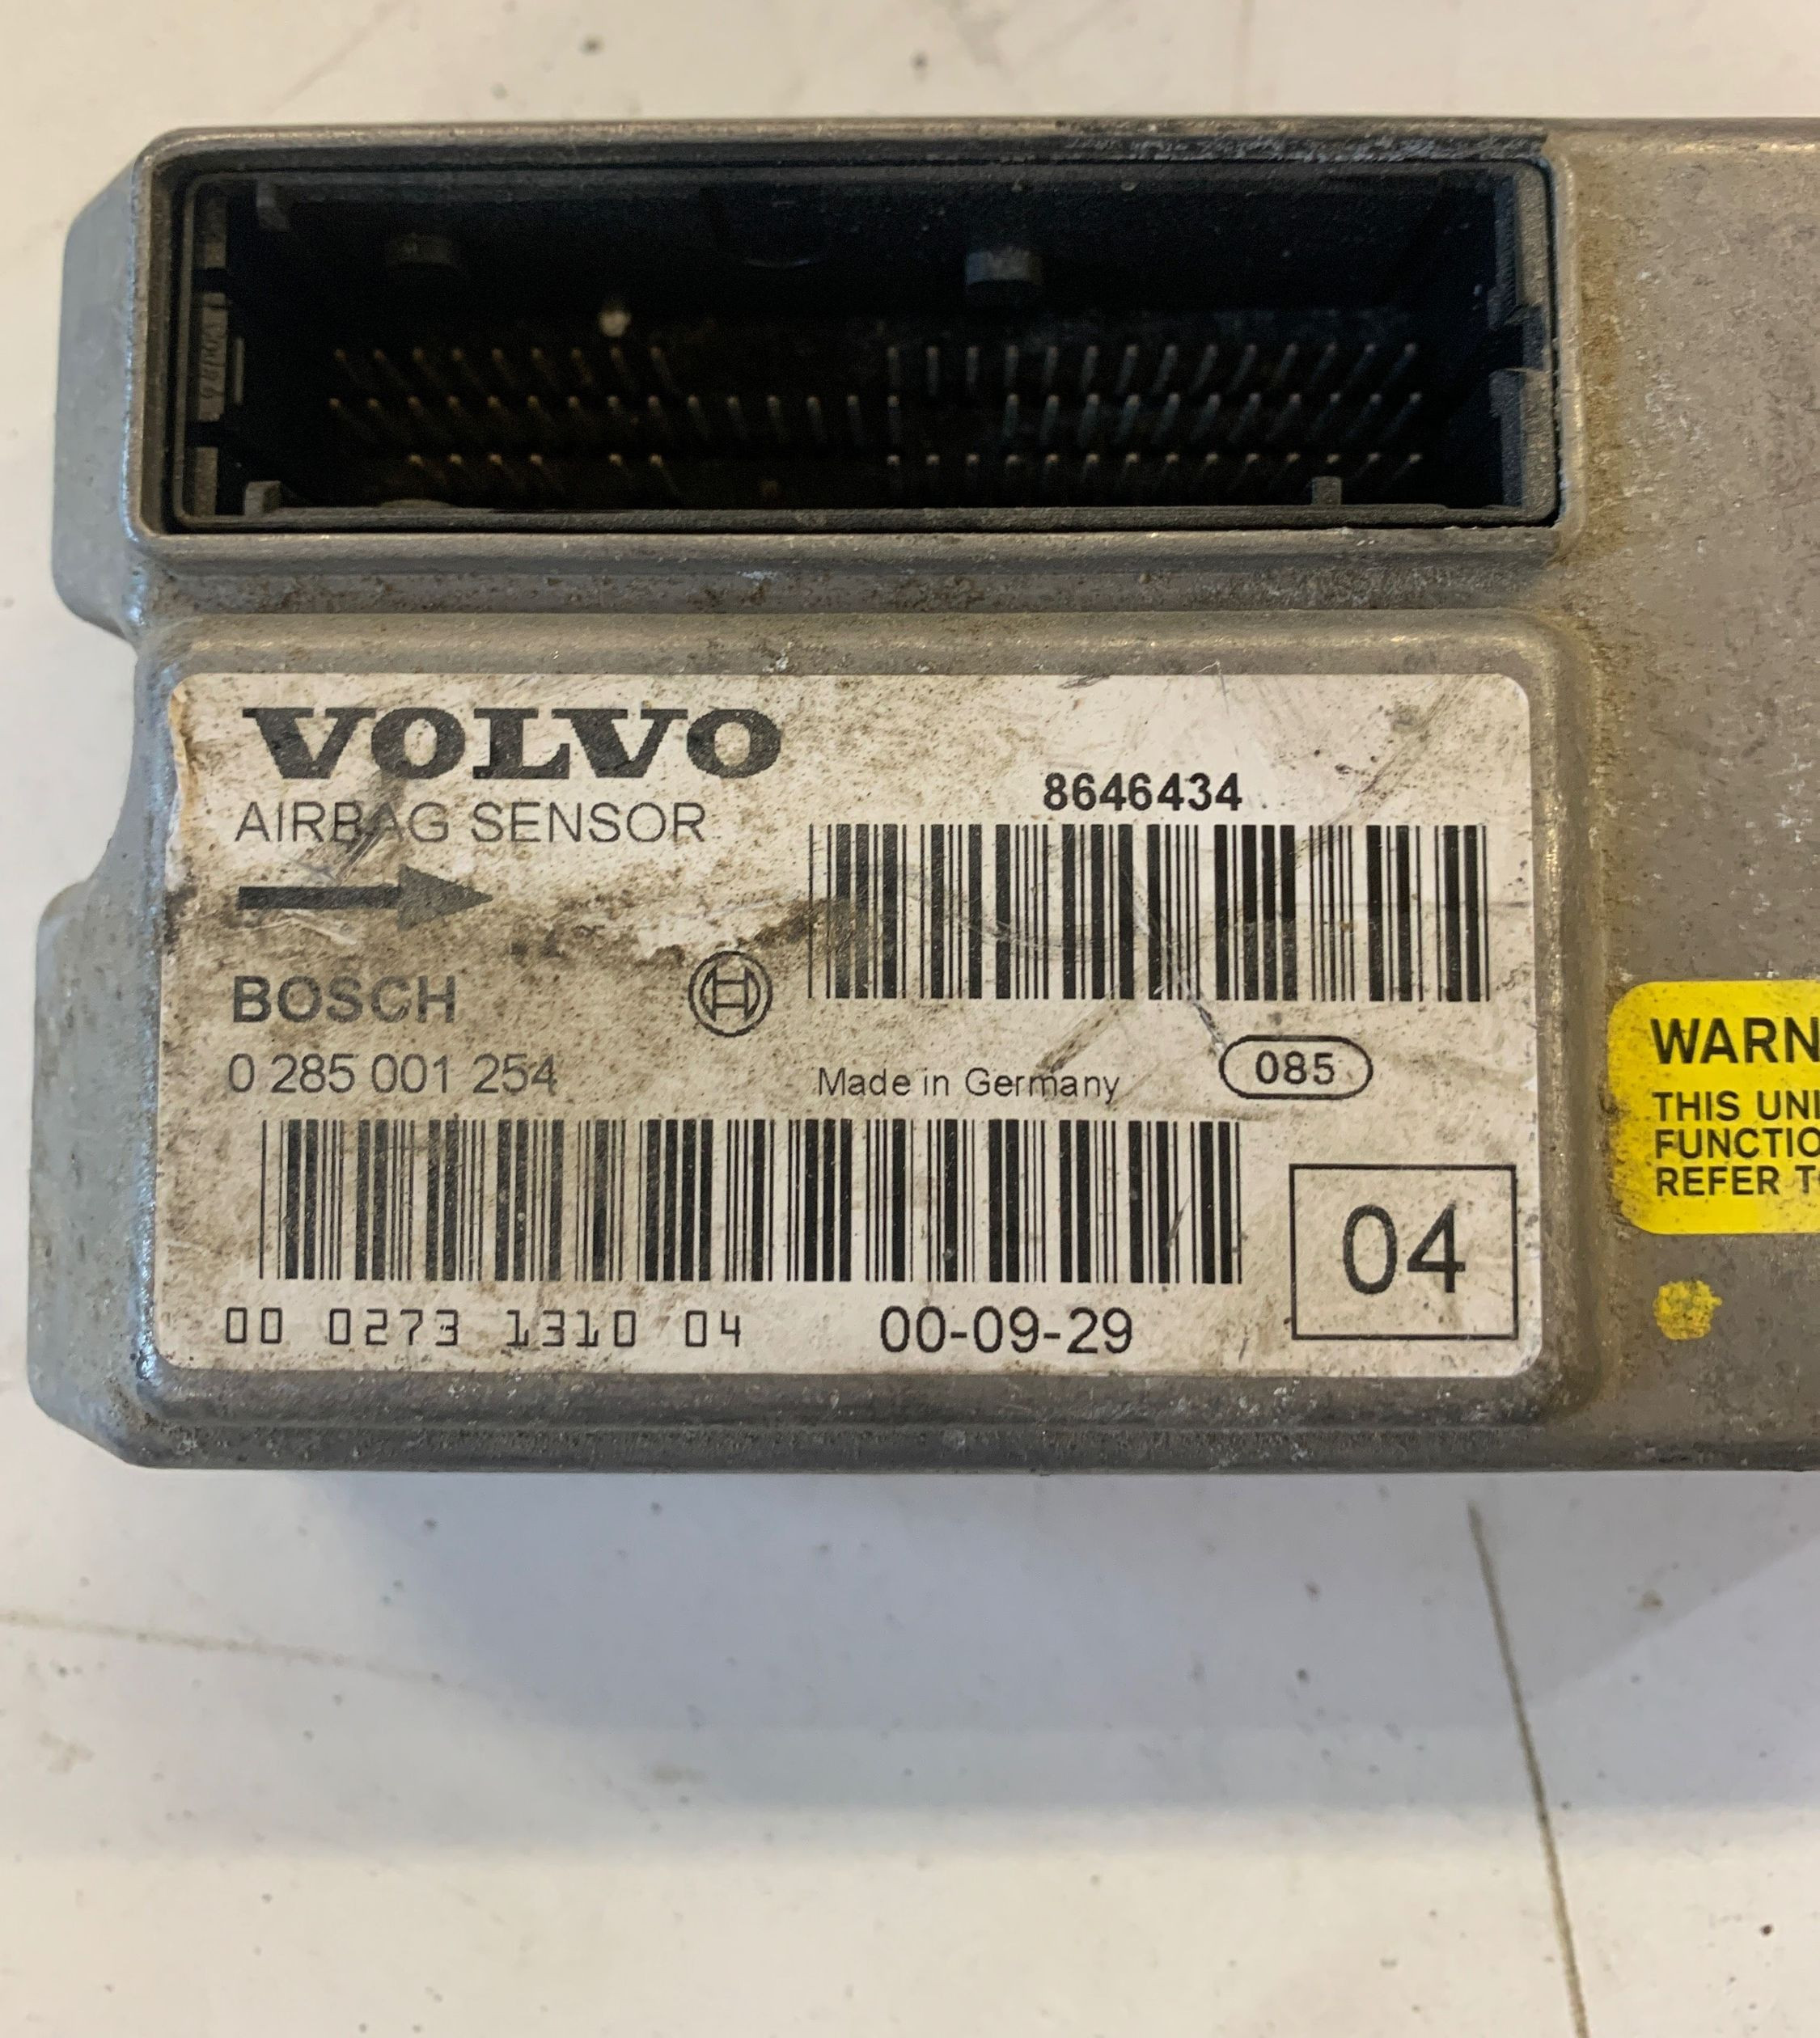 VOLVO
AIRBAG SENSOR
8646434
BOSCH
0 285 001 254
Made in Germany
085
04
00 0273 1310 04
00-09-29
WARN
THIS UNI
FUNCTIO
REFER TO